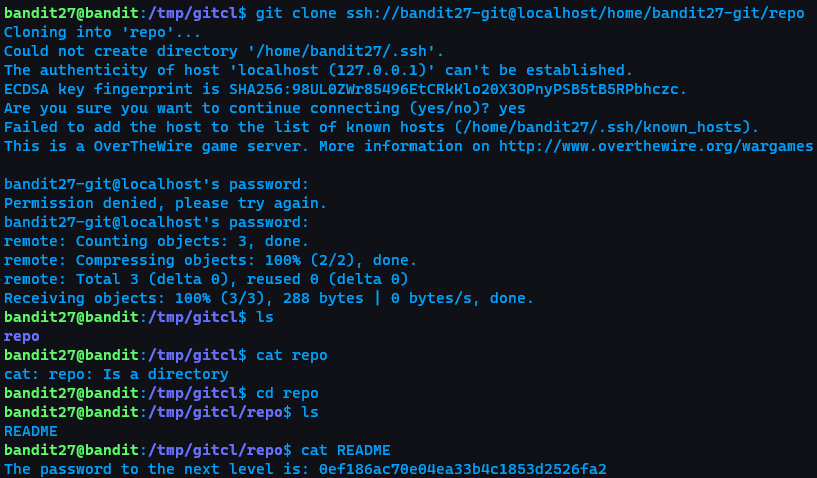 bandit27@bandit:/tmp/gitcl$ git clone ssh://bandit27-git@localhost/home/bandit27-git/repo
Cloning into 'repo'...
Could not create directory '/home/bandit27/.ssh'.
The authenticity of host 'localhost (127.0.0.1)' can't be established.
ECDSA key fingerprint is SHA256:98UL0ZWr85496EtCRkKlo20X3OPnyPSB5tB5RPbhczc.
Are you sure you want to continue connecting (yes/no)? yes
Failed to add the host to the list of known hosts (/home/bandit27/.ssh/known_hosts).
This is a OverTheWire game server. More information on http://www.overthewire.org/wargames
bandit27-git@localhost's password:
Permission denied, please try again.
bandit27-git@localhost's password:
remote: Counting objects: 3, done.
remote: Compressing objects: 100% (2/2), done.
remote: Total 3 (delta 0), reused 0 (delta 0)
Receiving objects: 100% (3/3), 288 bytes | 0 bytes/s, done.
bandit27@bandit:/tmp/gitcl$ ls
repo
bandit27@bandit:/tmp/gitcl$ cat repo
cat: repo: Is a directory
bandit27@bandit:/tmp/gitcl$ cd repo
bandit27@bandit:/tmp/gitcl/repo$ ls
README
bandit27@bandit:/tmp/gitcl/repo$ cat README
The password to the next level is: 0ef186ac70e04ea33b4c1853d2526fa2